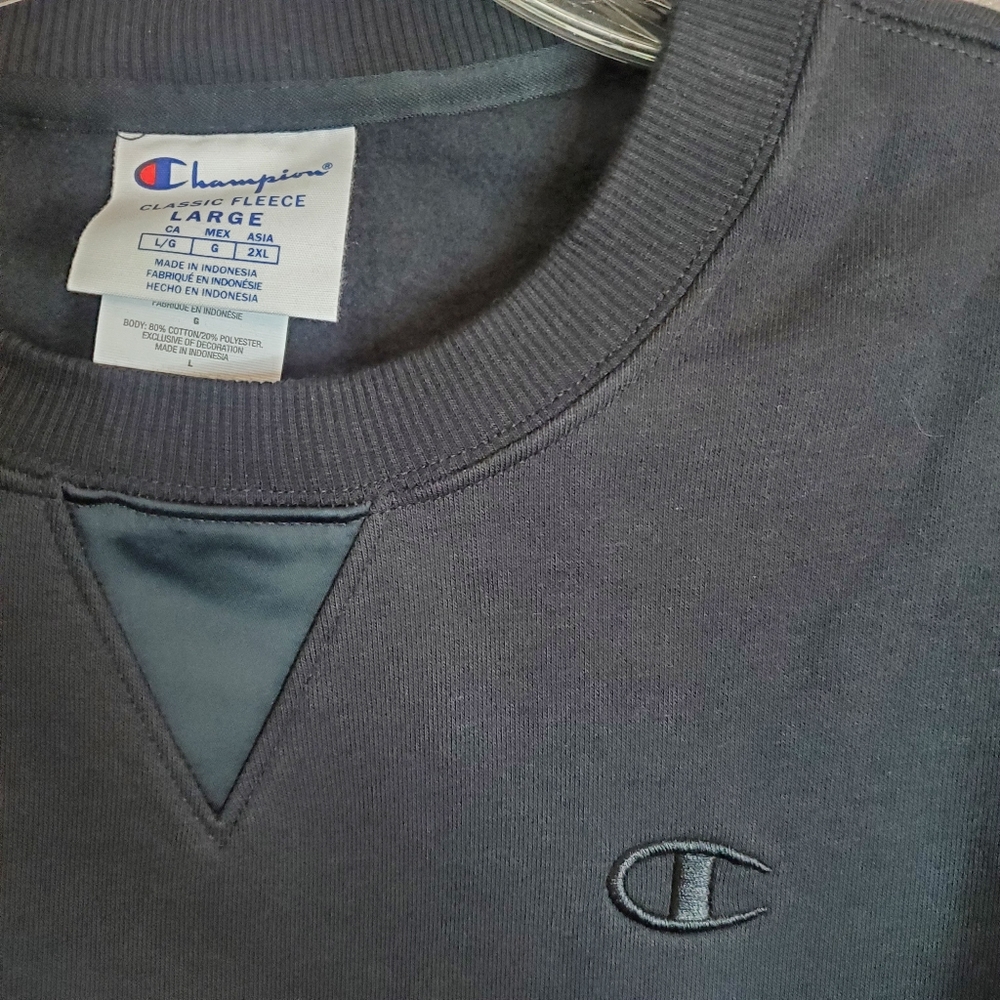 Champion®
CLASSIC FLEECE
LARGE
CA MEX ASIA
L/G G 2XL
MADE IN INDONESIA
FABRIQUÉ EN INDONÉSIE
HECHO EN INDONESIA
FABRIQUÉ EN INDONÉSIE
G
BODY: 80% COTTON/20% POLYESTER.
EXCLUSIVE OF DECORATION
MADE IN INDONESIA
L
C